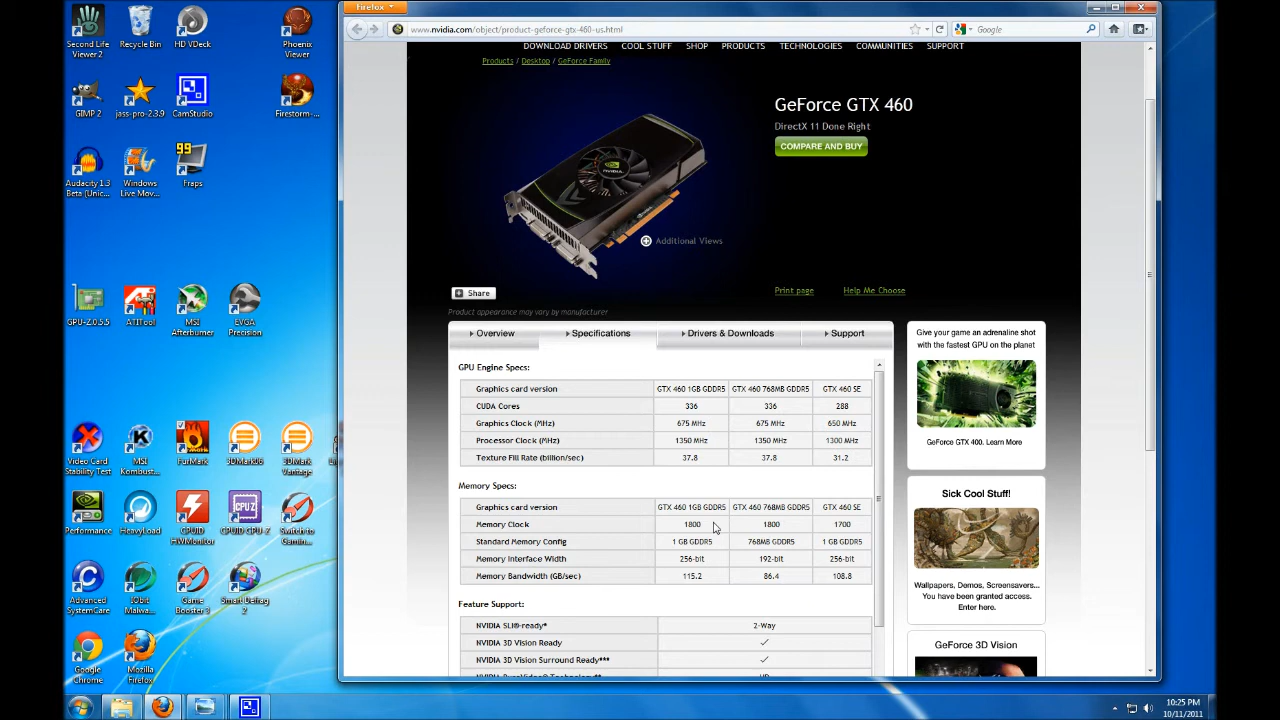 Second Life Viewer 2
Recycle Bin
HD VDeck
Phoenix Viewer
GIMP 2
jass-pro-2.3.9
CamStudio
Firestorm-...
99
Audacity 1.3 Beta (Unic...
Windows Live Mov...
Fraps
GPU-Z.0.5.5
ATITool
MSI Afterburner
EVGA Precision
Video Card Stability Test
MSI Kombust...
FurMark
3DMark06
3DMark Vantage
Performance
HeavyLoad
CPUID HWMonitor
CPUID CPU-Z
Switch to Gamin...
Advanced SystemCare
IObit Malwa...
Game Booster 3
Smart Defrag 2
Google Chrome
Mozilla Firefox
Firefox
www.nvidia.com/object/product-geforce-gtx-460-us.html
Google
DOWNLOAD DRIVERS COOL STUFF SHOP PRODUCTS TECHNOLOGIES COMMUNITIES SUPPORT
Products / Desktop / GeForce Family
GeForce GTX 460
DirectX 11 Done Right
COMPARE AND BUY
NVIDIA
Additional Views
Share
Print page Help Me Choose
Product appearance may vary by manufacturer
Overview Specifications Drivers & Downloads Support
GPU Engine Specs:
Graphics card version GTX 460 1GB GDDR5 GTX 460 768MB GDDR5 GTX 460 SE
CUDA Cores 336 336 288
Graphics Clock (MHz) 675 MHz 675 MHz 650 MHz
Processor Clock (MHz) 1350 MHz 1350 MHz 1300 MHz
Texture Fill Rate (billion/sec) 37.8 37.8 31.2
Memory Specs:
Graphics card version GTX 460 1GB GDDR5 GTX 460 768MB GDDR5 GTX 460 SE
Memory Clock 1800 1800 1700
Standard Memory Config 1 GB GDDR5 768MB GDDR5 1 GB GDDR5
Memory Interface Width 256-bit 192-bit 256-bit
Memory Bandwidth (GB/sec) 115.2 86.4 108.8
Feature Support:
NVIDIA SLI®-ready* 2-Way
NVIDIA 3D Vision Ready
NVIDIA 3D Vision Surround Ready***
Give your game an adrenaline shot
with the fastest GPU on the planet
GeForce GTX 400. Learn More
Sick Cool Stuff!
Wallpapers, Demos, Screensavers...
You have been granted access.
Enter here.
GeForce 3D Vision
10:25 PM
10/11/2011